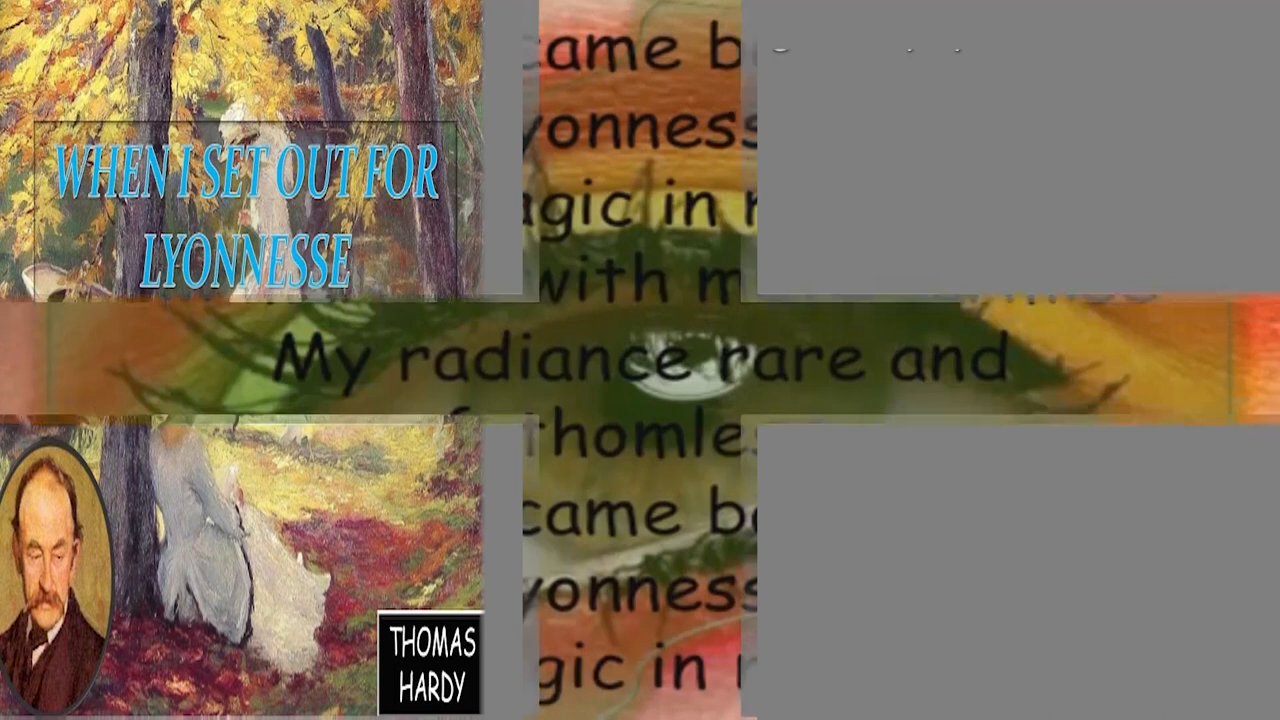 WHEN I SET OUT FOR
LYONNESSE
THOMAS
HARDY
came b
yonness
agic in
with m
My radiance rare and
thomles
came b
yonness
gic in